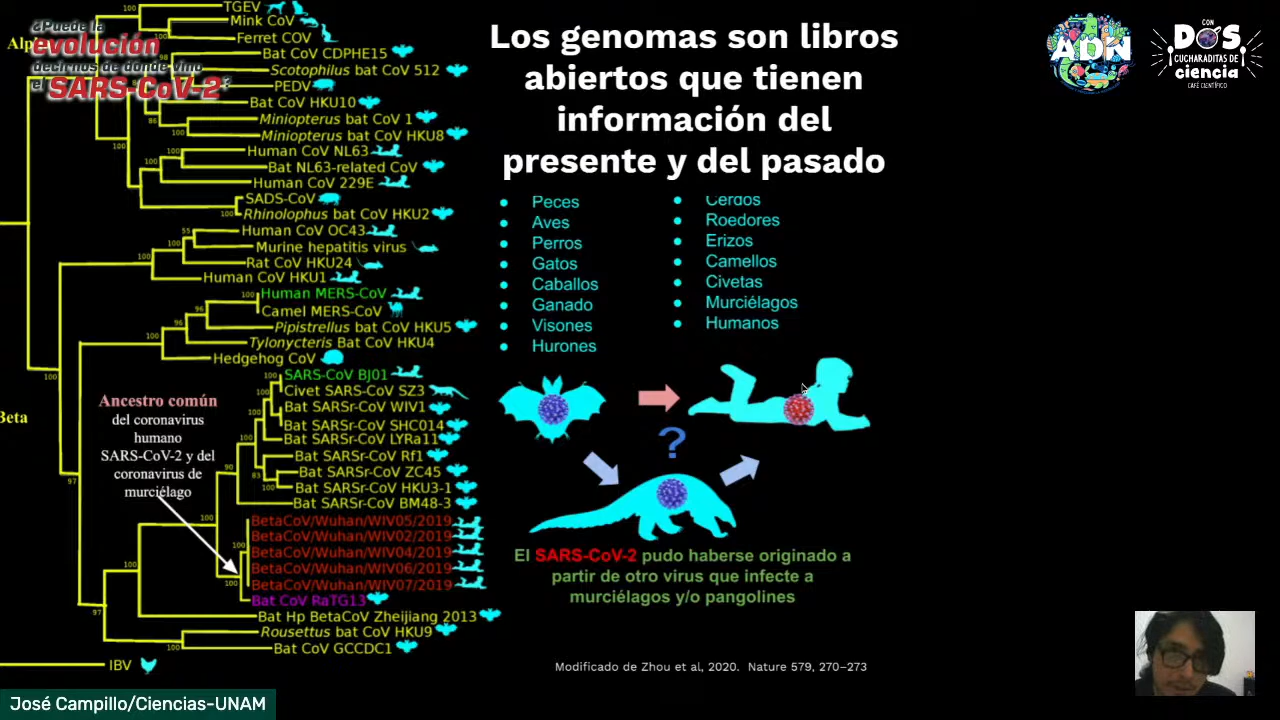 ¿Puede la
evolución
decirnos de dónde vino
el SARS-CoV-2?
Los genomas son libros
abiertos que tienen
información del
presente y del pasado
ADN
CON
DOS
CUCHARADITAS DE
ciencia
CAFÉ CIENTÍFICO
TGEV
Mink CoV
Ferret COV
Bat CoV CDPHE15
Scotophilus bat CoV 512
PEDV
Bat CoV HKU10
Miniopterus bat CoV 1
Miniopterus bat CoV HKU8
Human CoV NL63
Bat NL63-related CoV
Human CoV 229E
SADS-CoV
Rhinolophus bat CoV HKU2
Human CoV OC43
Murine hepatitis virus
Rat CoV HKU24
Human CoV HKU1
Human MERS-CoV
Camel MERS-CoV
Pipistrellus bat CoV HKU5
Tylonycteris Bat CoV HKU4
Hedgehog CoV
SARS-CoV BJ01
Civet SARS-CoV SZ3
Bat SARSr-CoV WIV1
Bat SARSr-CoV SHC014
Bat SARSr-CoV LYRa11
Bat SARSr-CoV Rf1
Bat SARSr-CoV ZC45
Bat SARSr-CoV HKU3-1
Bat SARSr-CoV BM48-3
BetaCoV/Wuhan/WIV05/2019
BetaCoV/Wuhan/WIV02/2019
BetaCoV/Wuhan/WIV04/2019
BetaCoV/Wuhan/WIV06/2019
BetaCoV/Wuhan/WIV07/2019
Bat CoV RaTG13
Bat Hp BetaCoV Zheijiang 2013
Rousettus bat CoV HKU9
Bat CoV GCCDC1
IBV
Beta
Ancestro común
del coronavirus
humano
SARS-CoV-2 y del
coronavirus de
murciélago
• Peces
• Aves
• Perros
• Gatos
• Caballos
• Ganado
• Visones
• Hurones
• Cerdos
• Roedores
• Erizos
• Camellos
• Civetas
• Murciélagos
• Humanos
?
El SARS-CoV-2 pudo haberse originado a
partir de otro virus que infecte a
murciélagos y/o pangolines
Modificado de Zhou et al, 2020. Nature 579, 270–273
José Campillo/Ciencias-UNAM